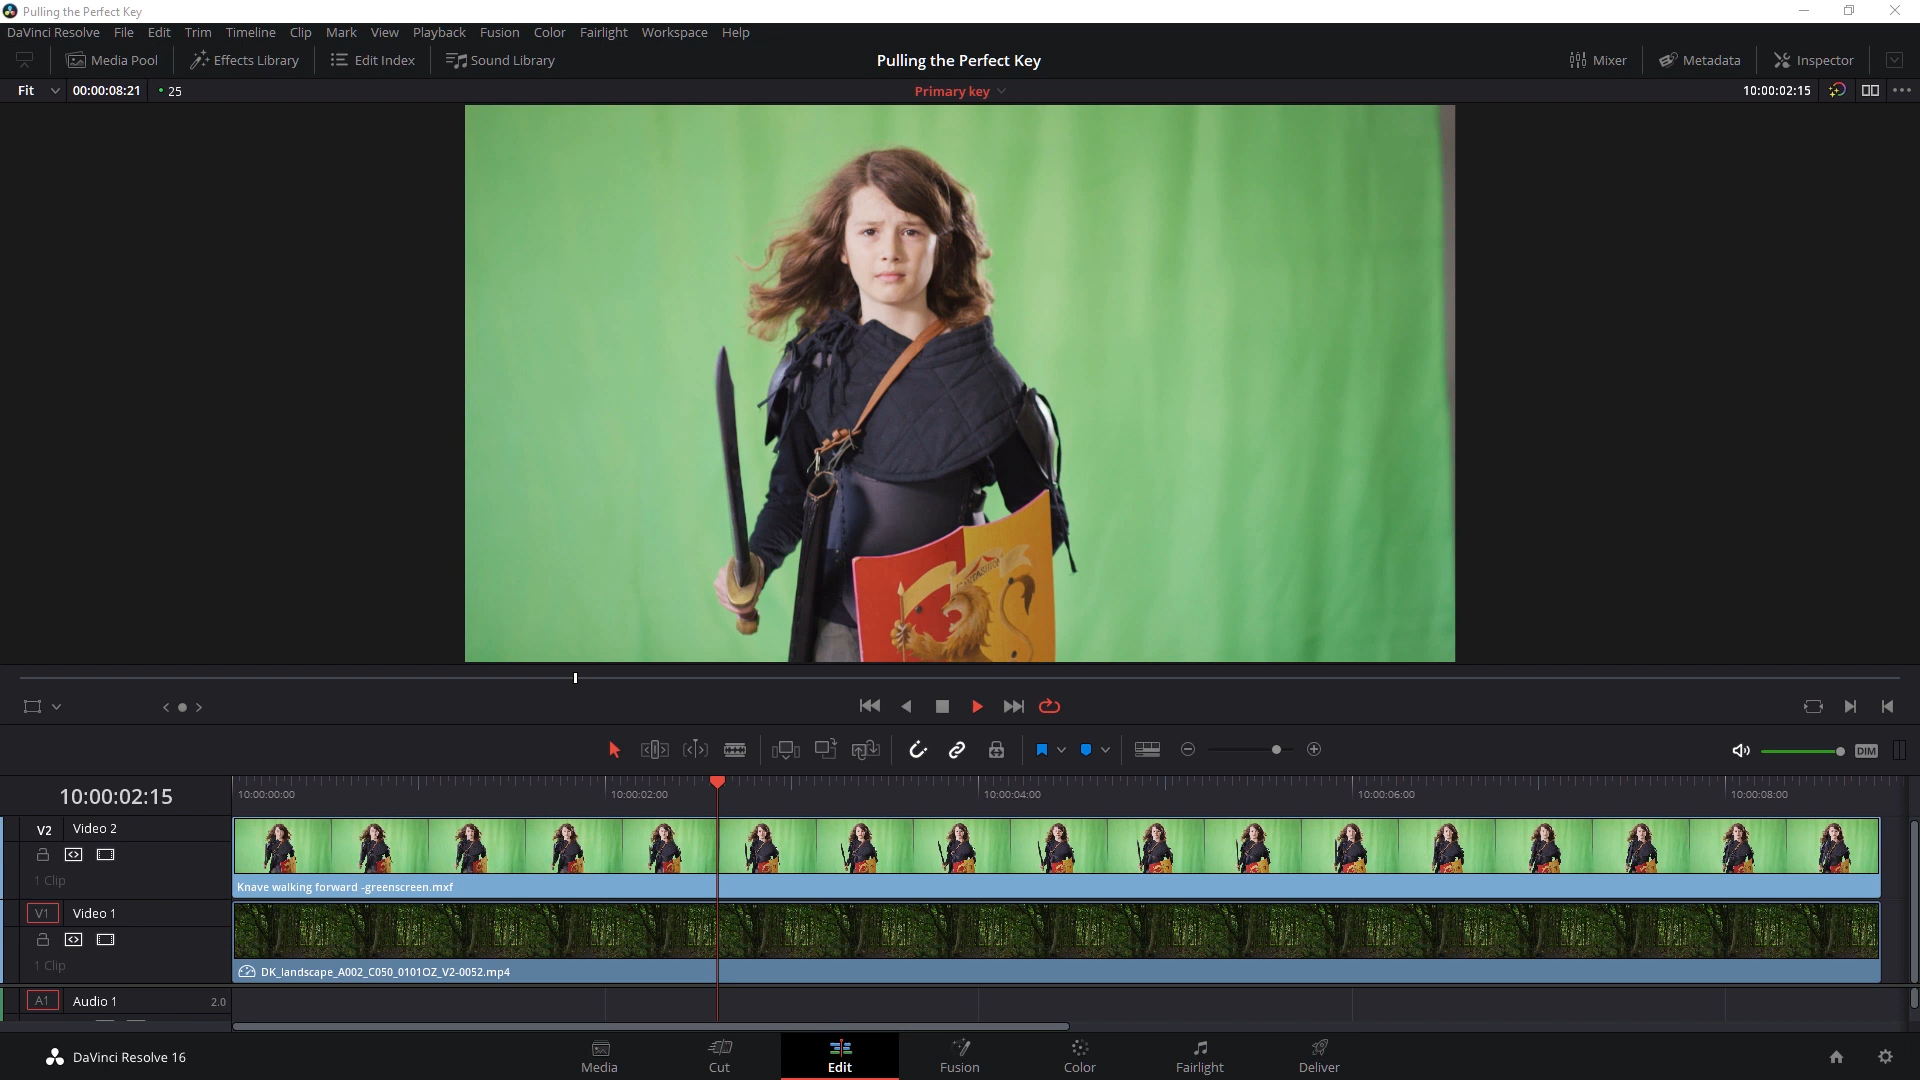 Pulling the Perfect Key
DaVinci Resolve File Edit Trim Timeline Clip Mark View Playback Fusion Color Fairlight Workspace Help
Media Pool Effects Library Edit Index Sound Library Pulling the Perfect Key Mixer Metadata Inspector
Fit 00:00:08:21 25 Primary key 10:00:02:15
DIM
10:00:02:15 10:00:00:00 10:00:02:00 10:00:04:00 10:00:06:00 10:00:08:00
V2 Video 2
1 Clip
Knave walking forward -greenscreen.mxf
V1 Video 1
1 Clip
DK_landscape_A002_C050_0101OZ_V2-0052.mp4
A1 Audio 1 2.0
DaVinci Resolve 16 Media Cut Edit Fusion Color Fairlight Deliver